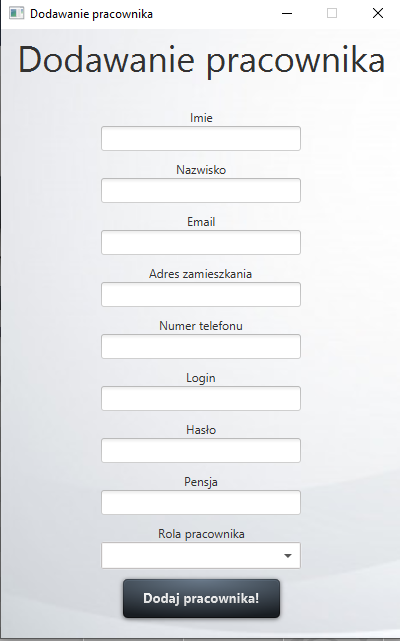 Dodawanie pracownika
Dodawanie pracownika
Imie
Nazwisko
Email
Adres zamieszkania
Numer telefonu
Login
Hasło
Pensja
Rola pracownika
Dodaj pracownika!